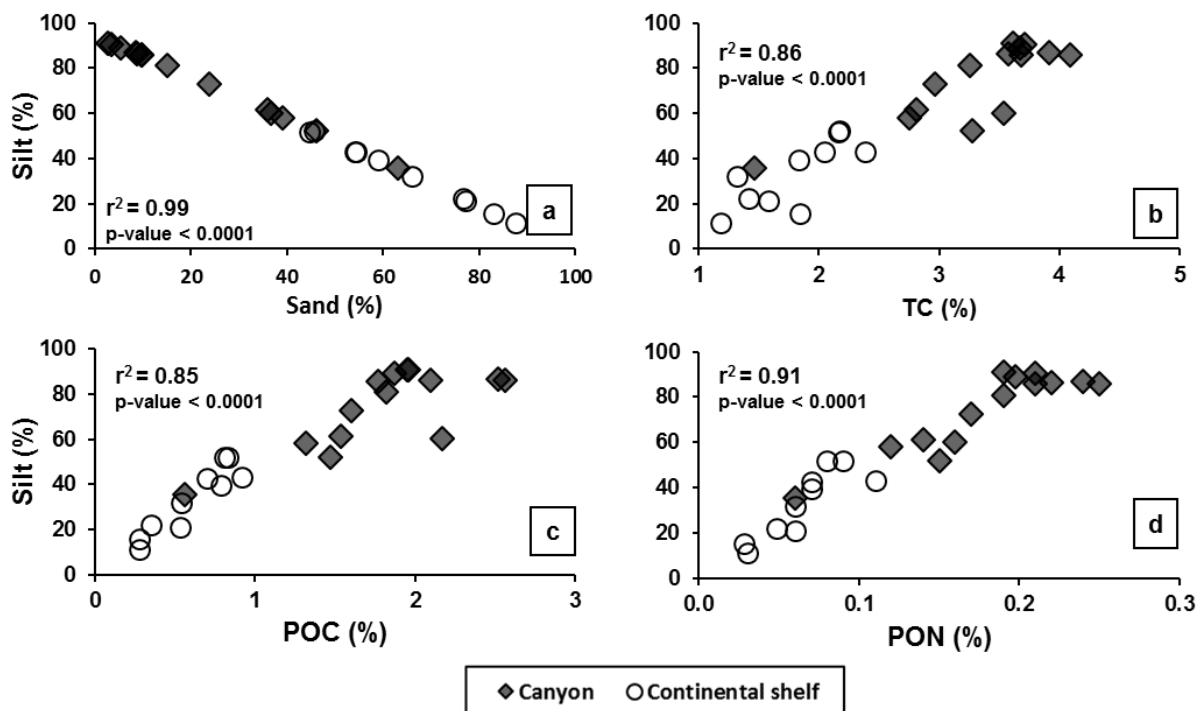 100
80
60
40
20
0
Silt (%)
r² = 0.99
p-value < 0.0001
a
0 20 40 60 80 100
Sand (%)
100
80
60
40
20
0
r² = 0.86
p-value < 0.0001
b
1 2 3 4 5
TC (%)
100
80
60
40
20
0
Silt (%)
r² = 0.85
p-value < 0.0001
c
0 1 2 3
POC (%)
100
80
60
40
20
0
r² = 0.91
p-value < 0.0001
d
0.0 0.1 0.2 0.3
PON (%)
Canyon Continental shelf